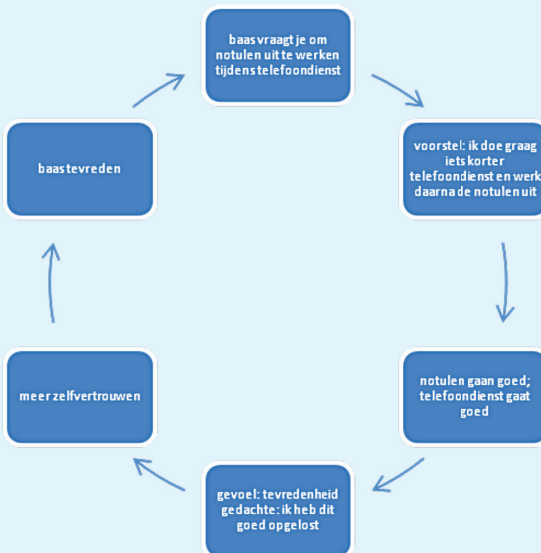 baas vraagt je om
notulen uit te werken
tijdens telefoondienst
voorstel: ik doe graag
iets korter
telefoondienst en werk
daarna de notulen uit
notulen gaan goed;
telefoondienst gaat
goed
gevoel: tevredenheid
gedachte: ik heb dit
goed opgelost
meer zelfvertrouwen
baas tevreden